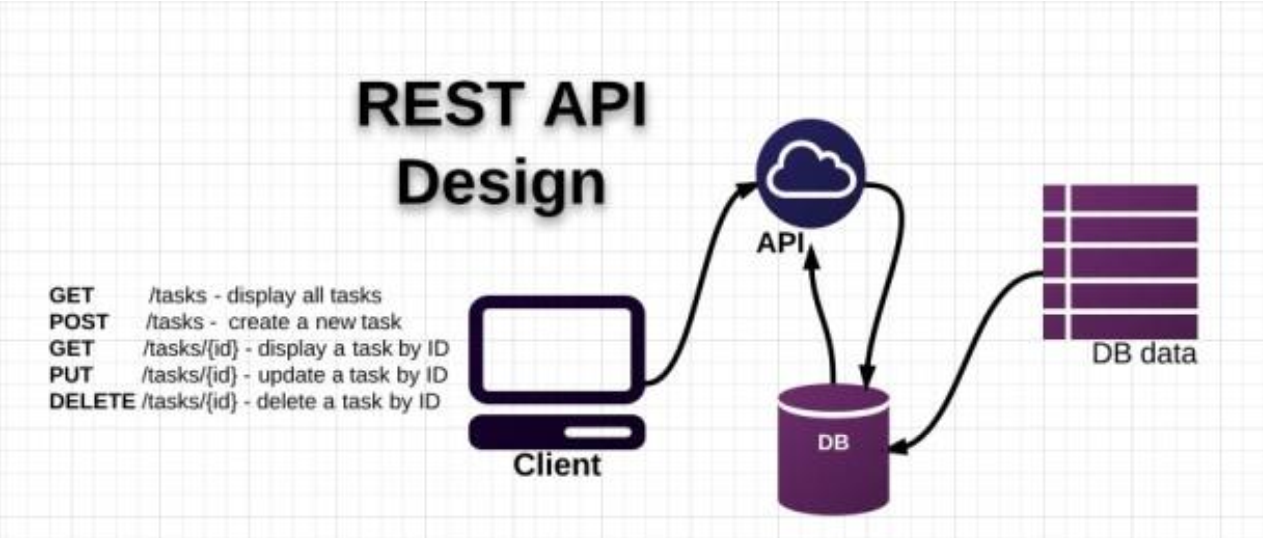 REST API
Design
API
GET /tasks - display all tasks
POST /tasks - create a new task
GET /tasks/{id} - display a task by ID
PUT /tasks/{id} - update a task by ID
DELETE /tasks/{id} - delete a task by ID
Client
DB
DB data